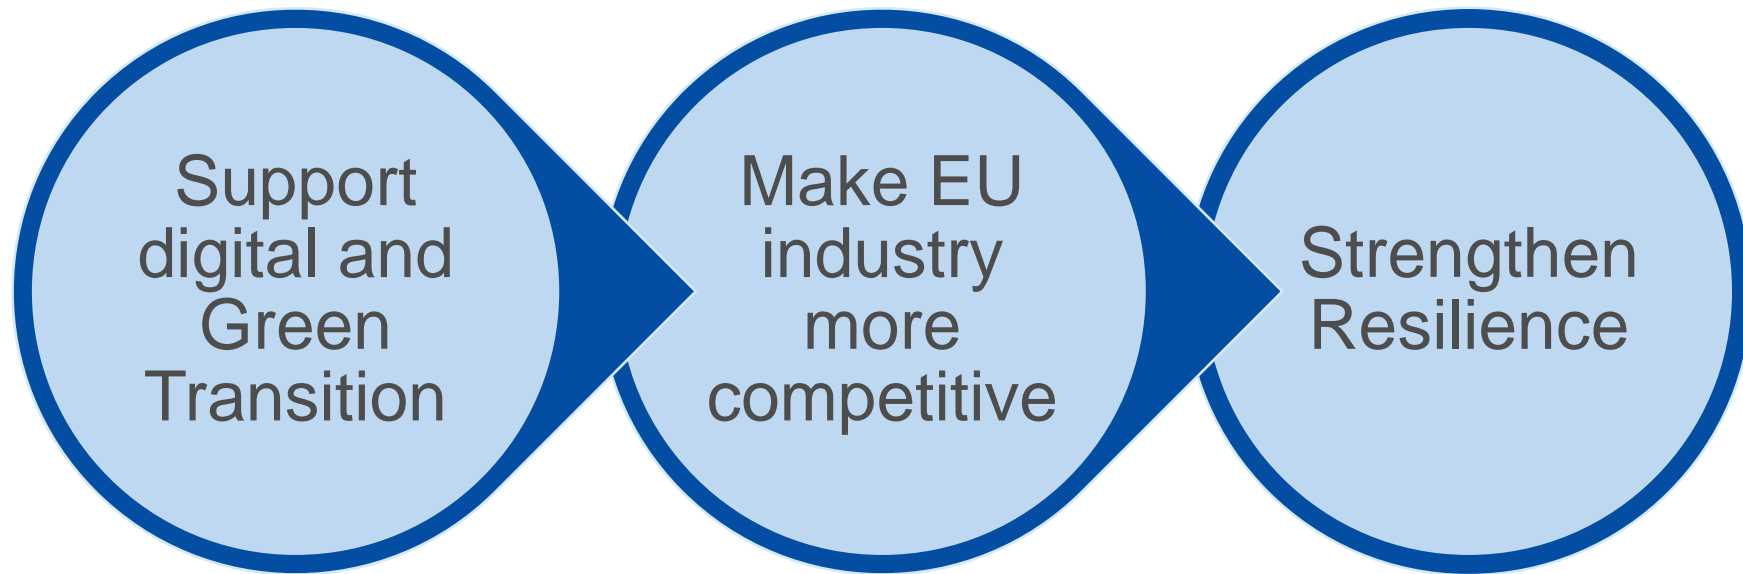 Support
digital and
Green
Transition
Make EU
industry
more
competitive
Strengthen
Resilience